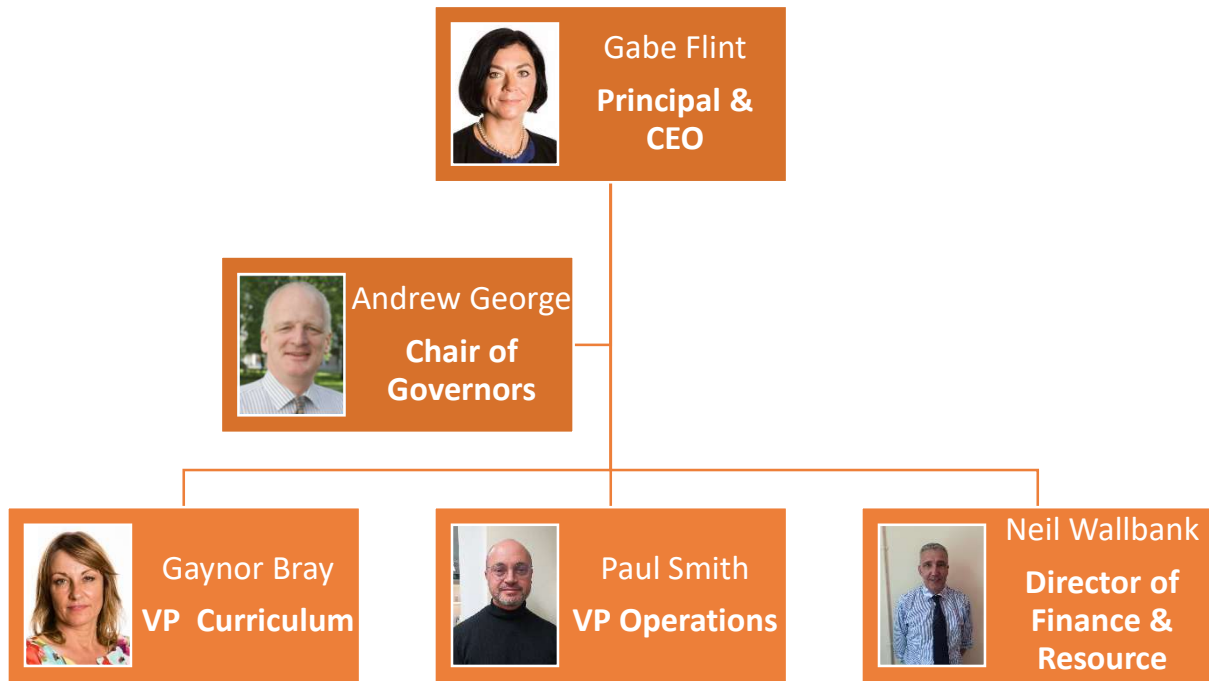 Gabe Flint
Principal &
CEO
Andrew George
Chair of
Governors
Gaynor Bray
VP Curriculum
Paul Smith
VP Operations
Neil Wallbank
Director of
Finance &
Resource